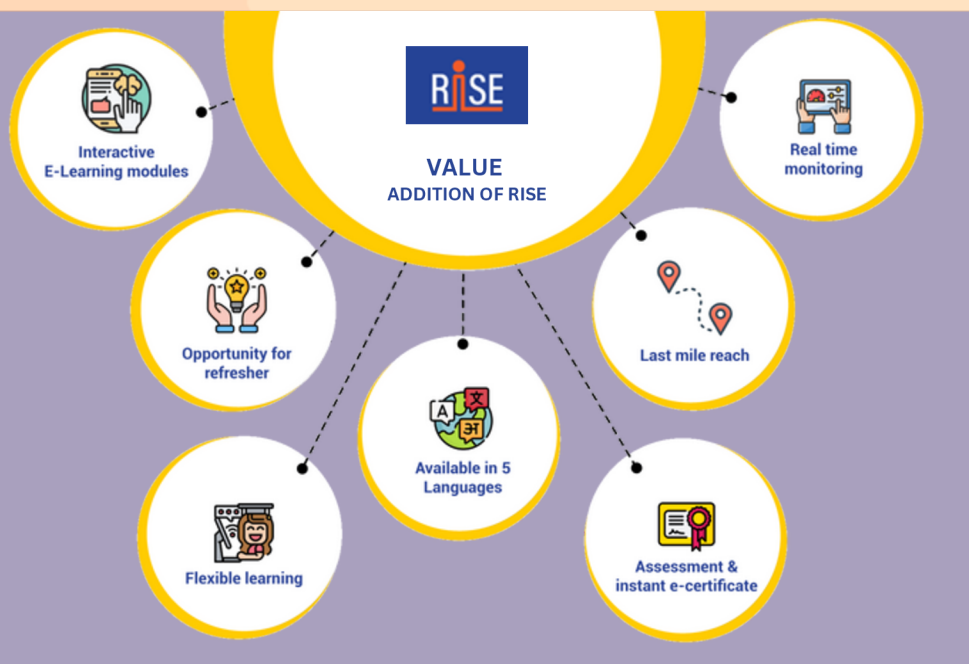 RiSE
VALUE
ADDITION OF RISE
Interactive
E-Learning modules
Real time
monitoring
Opportunity for
refresher
Last mile reach
A
文
अ
Available in 5
Languages
Flexible learning
Assessment &
instant e-certificate